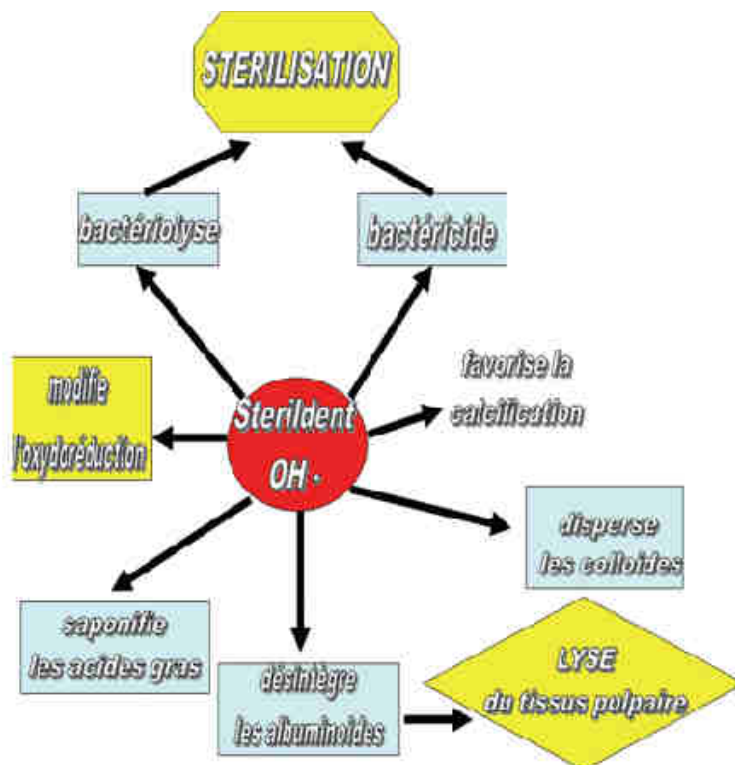 STERILISATION
bactériolyse
bactéricide
modifie
l'oxydoréduction
Sterildent
OH -
favorise la
calcification
disperse
les colloides
saponifie
les acides gras
désintègre
les albuminoides
LYSE
du tissus pulpaire